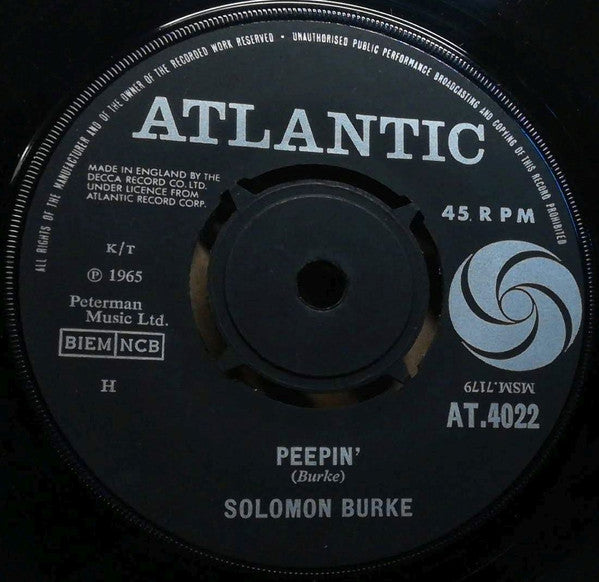 ALL RIGHTS OF THE MANUFACTURER AND OF THE OWNER OF THE RECORDED WORK RESERVED • UNAUTHORISED PUBLIC PERFORMANCE BROADCASTING AND COPYING OF THIS RECORD PROHIBITED
ATLANTIC
MADE IN ENGLAND BY THE
DECCA RECORD CO. LTD.
UNDER LICENCE FROM
ATLANTIC RECORD CORP.
45 RPM
K/T
℗ 1965
Peterman
Music Ltd.
BIEM NCB
H
MSM.7179
AT.4022
PEEPIN'
(Burke)
SOLOMON BURKE